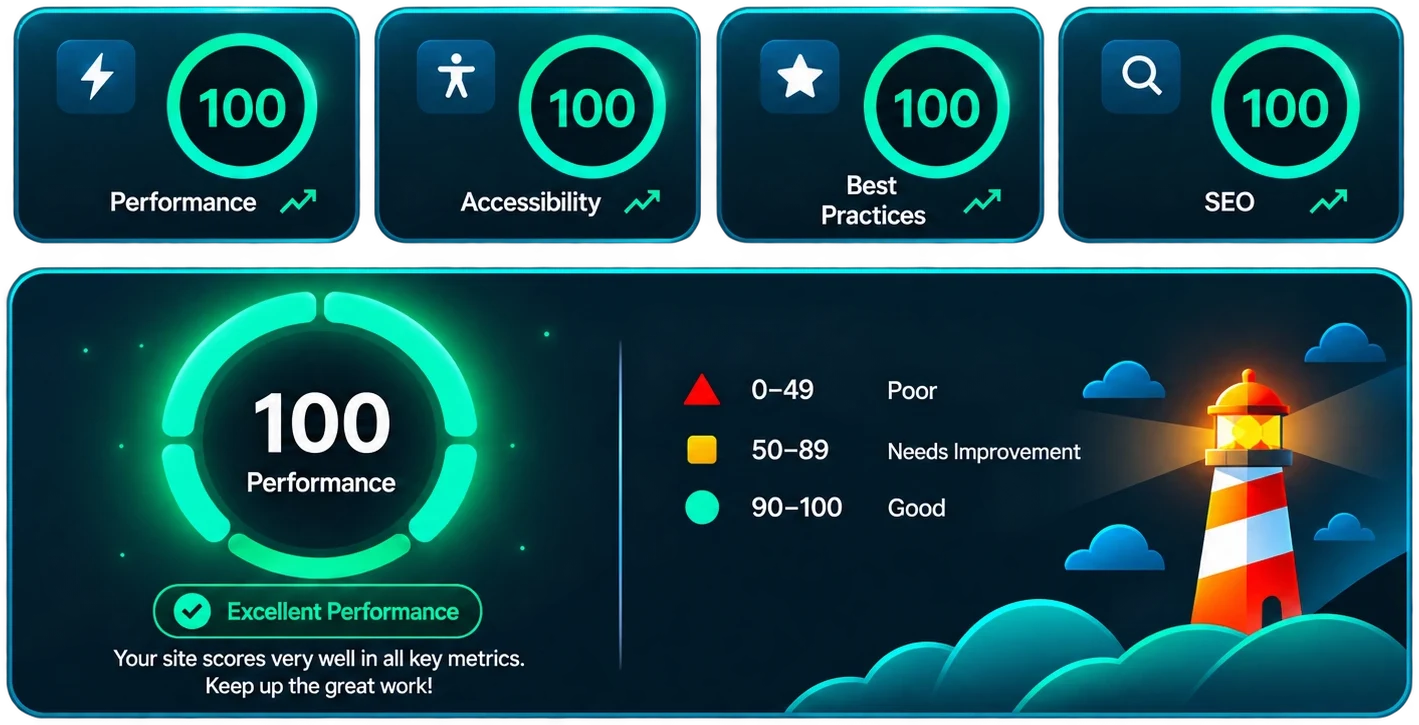 100
Performance
100
Accessibility
100
Best
Practices
100
SEO
100
Performance
Excellent Performance
Your site scores very well in all key metrics.
Keep up the great work!
0–49 Poor
50–89 Needs Improvement
90–100 Good